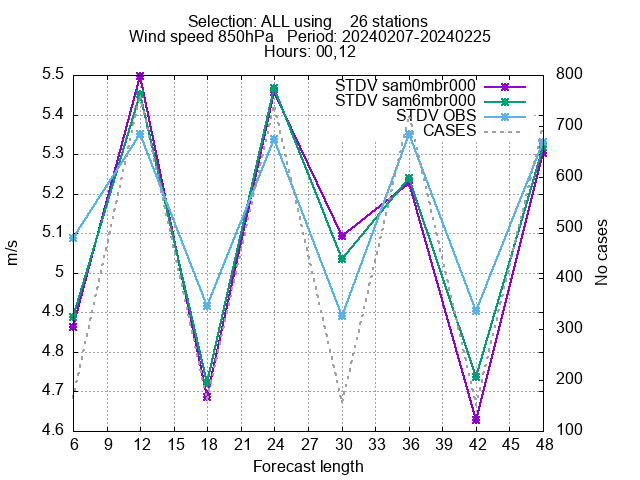 Selection: ALL using    26 stations
Wind speed 850hPa   Period: 20240207-20240225
Hours: 00,12
STDV sam0mbr000
STDV sam6mbr000
STDV OBS
CASES
5.5
5.4
5.3
5.2
5.1
5
4.9
4.8
4.7
4.6
m/s
800
700
600
500
400
300
200
100
No cases
6 9 12 15 18 21 24 27 30 33 36 39 42 45 48
Forecast length